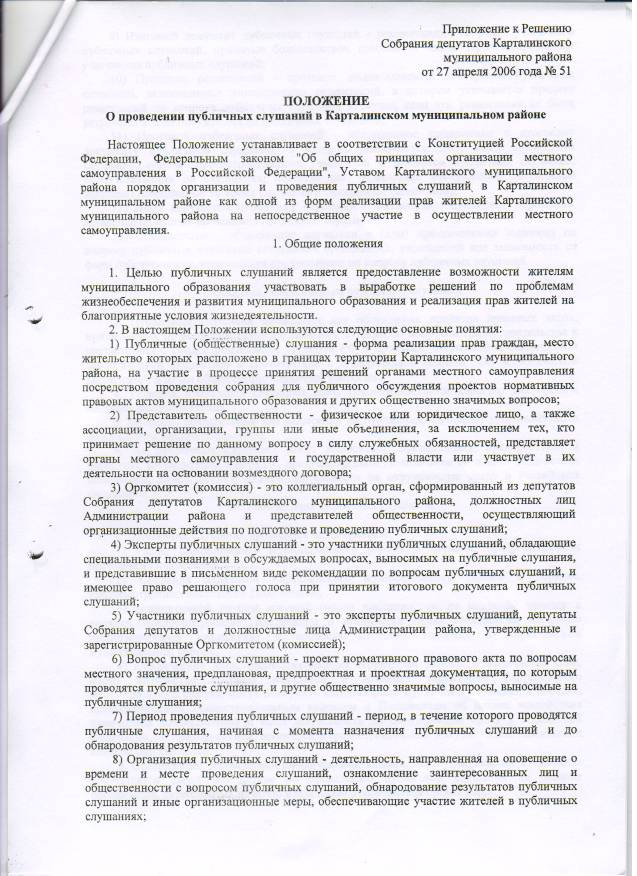 Приложение к Решению
Собрания депутатов Карталинского
муниципального района
от 27 апреля 2006 года № 51
ПОЛОЖЕНИЕ
О проведении публичных слушаний в Карталинском муниципальном районе
Настоящее Положение устанавливает в соответствии с Конституцией Российской
Федерации, Федеральным законом "Об общих принципах организации местного
самоуправления в Российской Федерации", Уставом Карталинского муниципального
района порядок организации и проведения публичных слушаний в Карталинском
муниципальном районе как одной из форм реализации прав жителей Карталинского
муниципального района на непосредственное участие в осуществлении местного
самоуправления.
1. Общие положения
1. Целью публичных слушаний является предоставление возможности жителям
муниципального образования участвовать в выработке решений по проблемам
жизнеобеспечения и развития муниципального образования и реализация прав жителей на
благоприятные условия жизнедеятельности.
2. В настоящем Положении используются следующие основные понятия:
1) Публичные (общественные) слушания - форма реализации прав граждан, место
жительство которых расположено в границах территории Карталинского муниципального
района, на участие в процессе принятия решений органами местного самоуправления
посредством проведения собрания для публичного обсуждения проектов нормативных
правовых актов муниципального образования и других общественно значимых вопросов;
2) Представитель общественности - физическое или юридическое лицо, а также
ассоциации, организации, группы или иные объединения, за исключением тех, кто
принимает решение по данному вопросу в силу служебных обязанностей, представляет
органы местного самоуправления и государственной власти или участвует в их
деятельности на основании возмездного договора;
3) Оргкомитет (комиссия) - это коллегиальный орган, сформированный из депутатов
Собрания депутатов Карталинского муниципального района, должностных лиц
Администрации района и представителей общественности, осуществляющий
организационные действия по подготовке и проведению публичных слушаний;
4) Эксперты публичных слушаний - это участники публичных слушаний, обладающие
специальными познаниями в обсуждаемых вопросах, выносимых на публичные слушания,
и представившие в письменном виде рекомендации по вопросам публичных слушаний, и
имеющее право решающего голоса при принятии итогового документа публичных
слушаний;
5) Участники публичных слушаний - это эксперты публичных слушаний, депутаты
Собрания депутатов и должностные лица Администрации района, утвержденные и
зарегистрированные Оргкомитетом (комиссией);
6) Вопрос публичных слушаний - проект нормативного правового акта по вопросам
местного значения, предплановая, предпроектная и проектная документация, по которым
проводятся публичные слушания, и другие общественно значимые вопросы, выносимые на
публичные слушания;
7) Период проведения публичных слушаний - период, в течение которого проводятся
публичные слушания, начиная с момента назначения публичных слушаний и до
обнародования результатов публичных слушаний;
8) Организация публичных слушаний - деятельность, направленная на оповещение о
времени и месте проведения слушаний, ознакомление заинтересованных лиц и
общественности с вопросом публичных слушаний, обнародование результатов публичных
слушаний и иные организационные меры, обеспечивающие участие жителей в публичных
слушаниях;